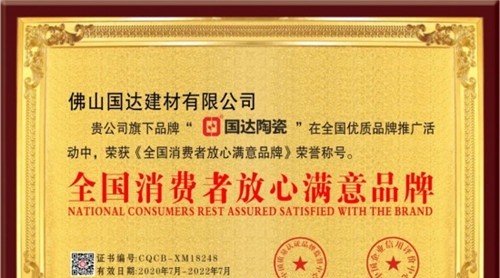 佛山国达建材有限公司
贵公司旗下品牌“国达陶瓷”在全国优质品牌推广活
动中，荣获《全国消费者放心满意品牌》荣誉称号。
全国消费者放心满意品牌
NATIONAL CONSUMERS REST ASSURED SATISFIED WITH THE BRAND
证书编号:CQCB-XM18248
有效日期:2020年7月-2022年7月